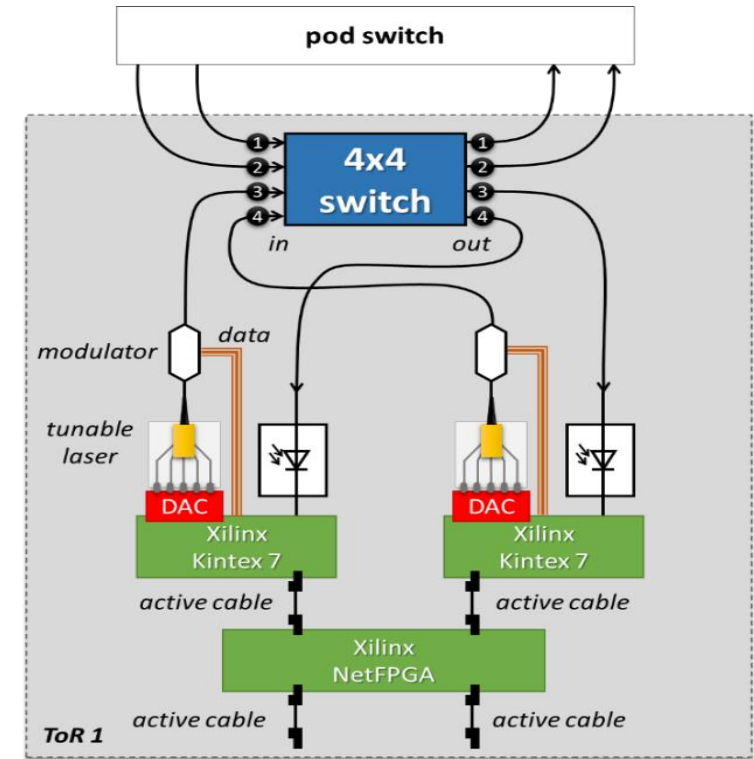 pod switch
1
2
3
4
4x4
switch
1
2
3
4
in
out
modulator
data
tunable
laser
DAC
DAC
Xilinx
Kintex 7
Xilinx
Kintex 7
active cable
active cable
Xilinx
NetFPGA
active cable
active cable
ToR 1